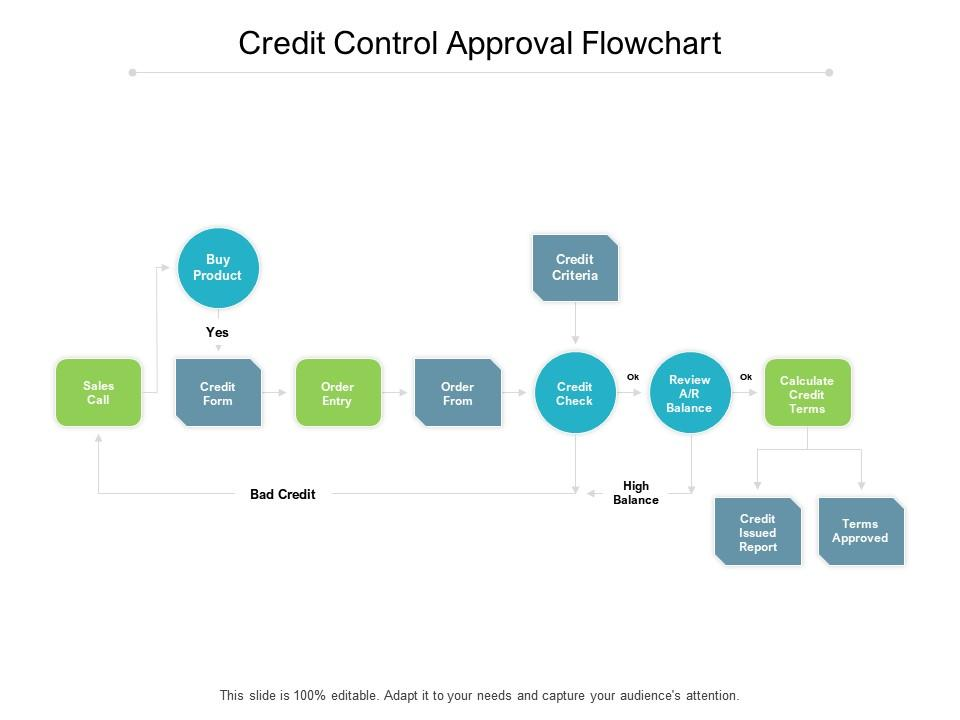 Credit Control Approval Flowchart
Buy
Product
Credit
Criteria
Yes
Sales
Call
Credit
Form
Order
Entry
Order
From
Credit
Check
Ok
Review
A/R
Balance
Ok
Calculate
Credit
Terms
Bad Credit
High
Balance
Credit
Issued
Report
Terms
Approved
This slide is 100% editable. Adapt it to your needs and capture your audience's attention.